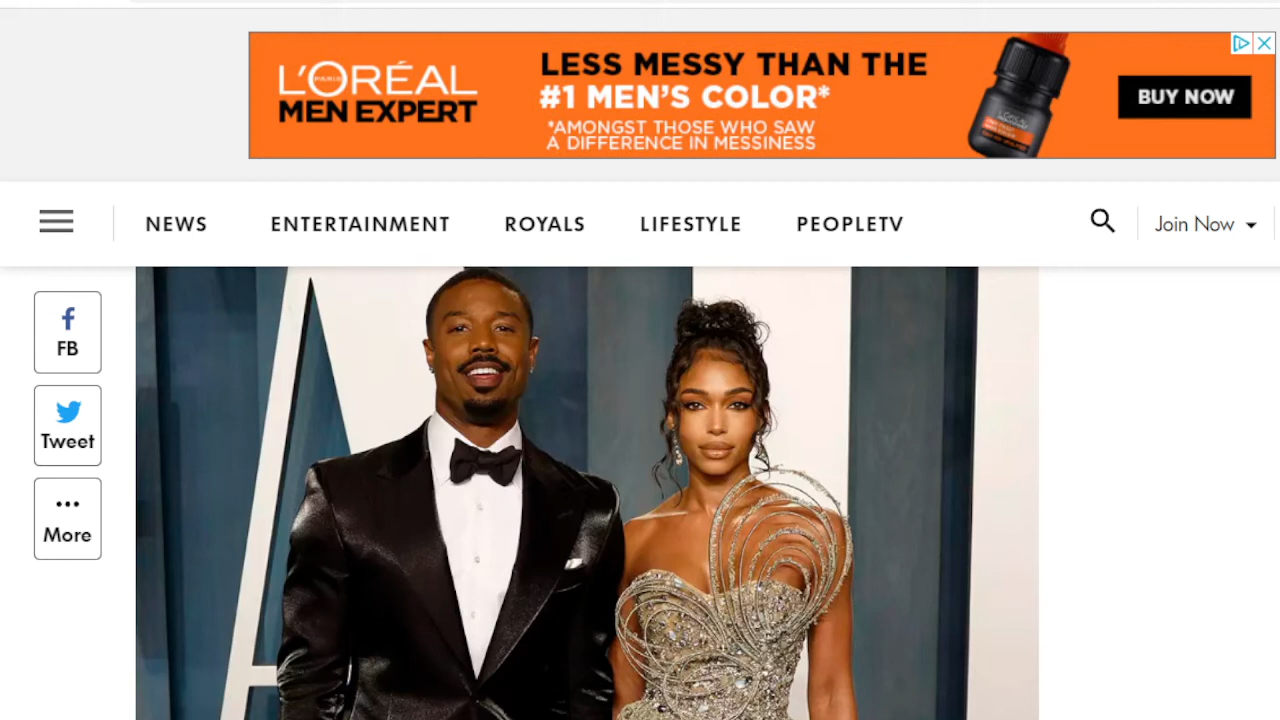 L'ORÉAL
MEN EXPERT
LESS MESSY THAN THE
#1 MEN'S COLOR*
*AMONGST THOSE WHO SAW
A DIFFERENCE IN MESSINESS
BUY NOW
NEWS
ENTERTAINMENT
ROYALS
LIFESTYLE
PEOPLETV
Join Now
FB
Tweet
More
A